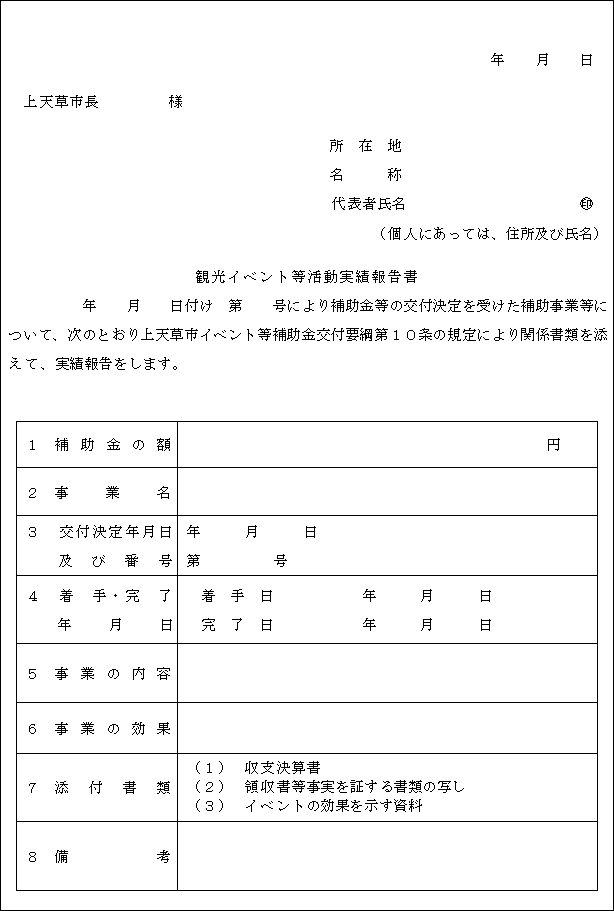 年　　月　　日
上天草市長　　　　　様
所　在　地
名　　　称
代表者氏名　　　　　　　　　　　　㊞
（個人にあっては、住所及び氏名）
観光イベント等活動実績報告書
年　　月　　日付け　第　　号により補助金等の交付決定を受けた補助事業等に
ついて、次のとおり上天草市イベント等補助金交付要綱第１０条の規定により関係書類を添
えて、実績報告をします。
１　補助金の額　　　　　　　　　　円
２　事業名
３　交付決定年月日　年　　　月　　　日
及び番号　第　　　　　号
４　着手・完了　着　手　日　　　　　　年　　　月　　　日
年　月　日　完　了　日　　　　　　年　　　月　　　日
５　事業の内容
６　事業の効果
７　添付書類
（１）　収支決算書
（２）　領収書等事実を証する書類の写し
（３）　イベントの効果を示す資料
８　備考